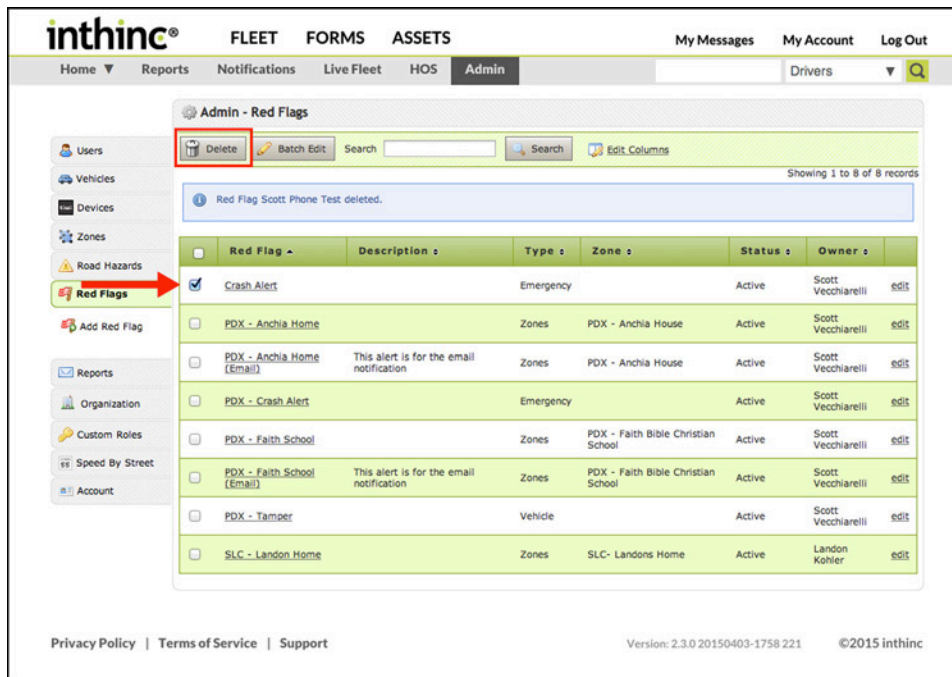 inthinc®
FLEET FORMS ASSETS
My Messages My Account Log Out
Home ▼ Reports Notifications Live Fleet HOS Admin
Drivers ▼
Admin - Red Flags
Delete Batch Edit Search Search Edit Columns
Showing 1 to 8 of 8 records
Red Flag Scott Phone Test deleted.
Users
Vehicles
Devices
Zones
Road Hazards
Red Flags
Add Red Flag
Reports
Organization
Custom Roles
Speed By Street
Account
Red Flag Description Type Zone Status Owner
Crash Alert Emergency Active Scott Vecchiarelli edit
PDX - Anchia Home Zones PDX - Anchia House Active Scott Vecchiarelli edit
PDX - Anchia Home (Email) This alert is for the email notification Zones PDX - Anchia House Active Scott Vecchiarelli edit
PDX - Crash Alert Emergency Active Scott Vecchiarelli edit
PDX - Faith School Zones PDX - Faith Bible Christian School Active Scott Vecchiarelli edit
PDX - Faith School (Email) This alert is for the email notification Zones PDX - Faith Bible Christian School Active Scott Vecchiarelli edit
PDX - Tamper Vehicle Active Scott Vecchiarelli edit
SLC - Landon Home Zones SLC- Landons Home Active Landon Kohler edit
Privacy Policy | Terms of Service | Support
Version: 2.3.0 20150403-1758 221
©2015 inthinc